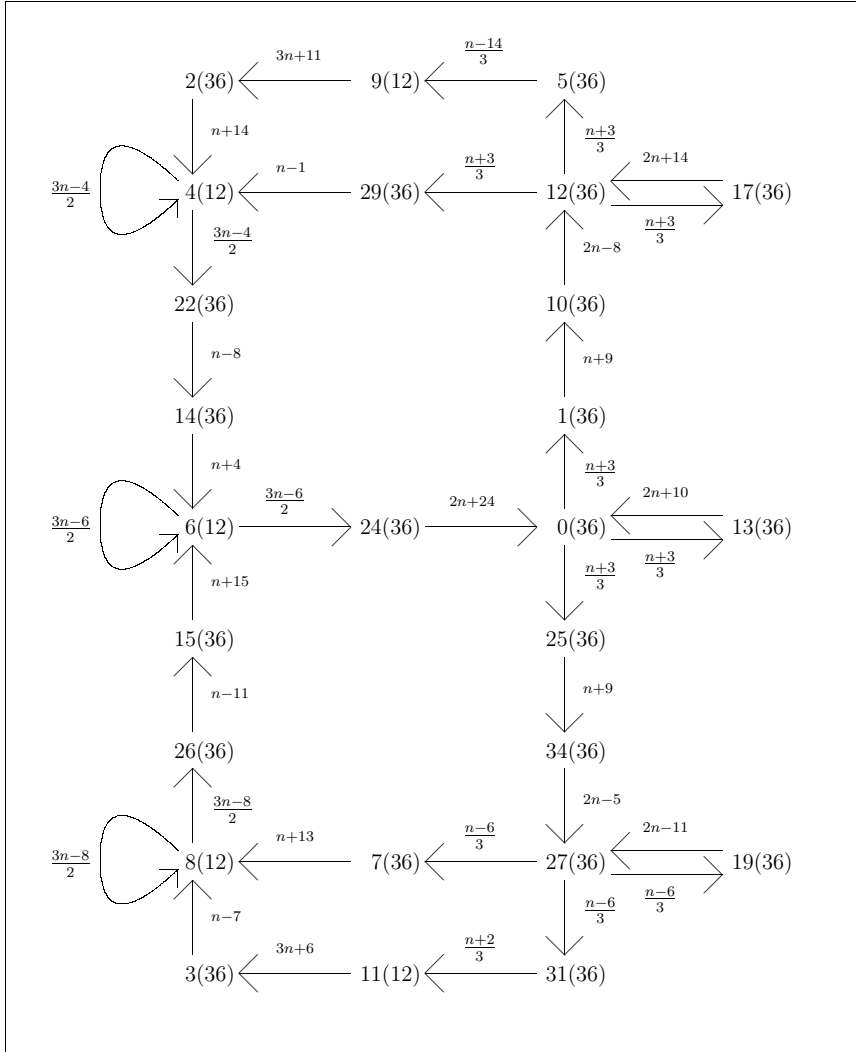 3n+11 n−14/3
2(36) 9(12) 5(36)
n+14 n+3/3
n−1 n+3/3 2n+14
3n−4/2 4(12) 29(36) 12(36) 17(36)
3n−4/2 2n−8 n+3/3
22(36) 10(36)
n−8 n+9
14(36) 1(36)
n+4 n+3/3
3n−6/2 2n+24 2n+10
3n−6/2 6(12) 24(36) 0(36) 13(36)
n+15 n+3/3 n+3/3
15(36) 25(36)
n−11 n+9
26(36) 34(36)
3n−8/2 2n−5
n+13 n−6/3 2n−11
3n−8/2 8(12) 7(36) 27(36) 19(36)
n−7 n−6/3 n−6/3
3n+6 n+2/3
3(36) 11(12) 31(36)